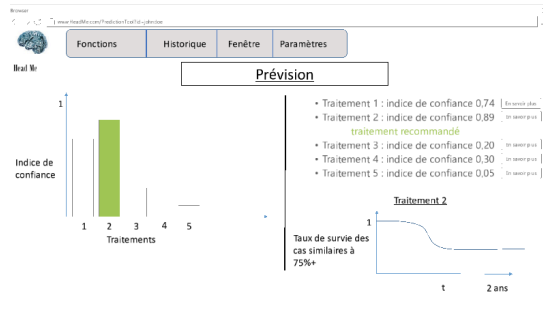 Browser
www.HeadMe.com/PredictionTool?id=johndoe
Fonctions Historique Fenêtre Paramètres
Head Me
Prévision
1
Indice de
confiance
1 2 3 4 5
Traitements
• Traitement 1 : indice de confiance 0,74 En savoir plus
• Traitement 2 : indice de confiance 0,89 En savoir plus
traitement recommandé
• Traitement 3 : indice de confiance 0,20 En savoir plus
• Traitement 4 : indice de confiance 0,30 En savoir plus
• Traitement 5 : indice de confiance 0,05 En savoir plus
Traitement 2
1
Taux de survie des
cas similaires à
75%+
t 2 ans